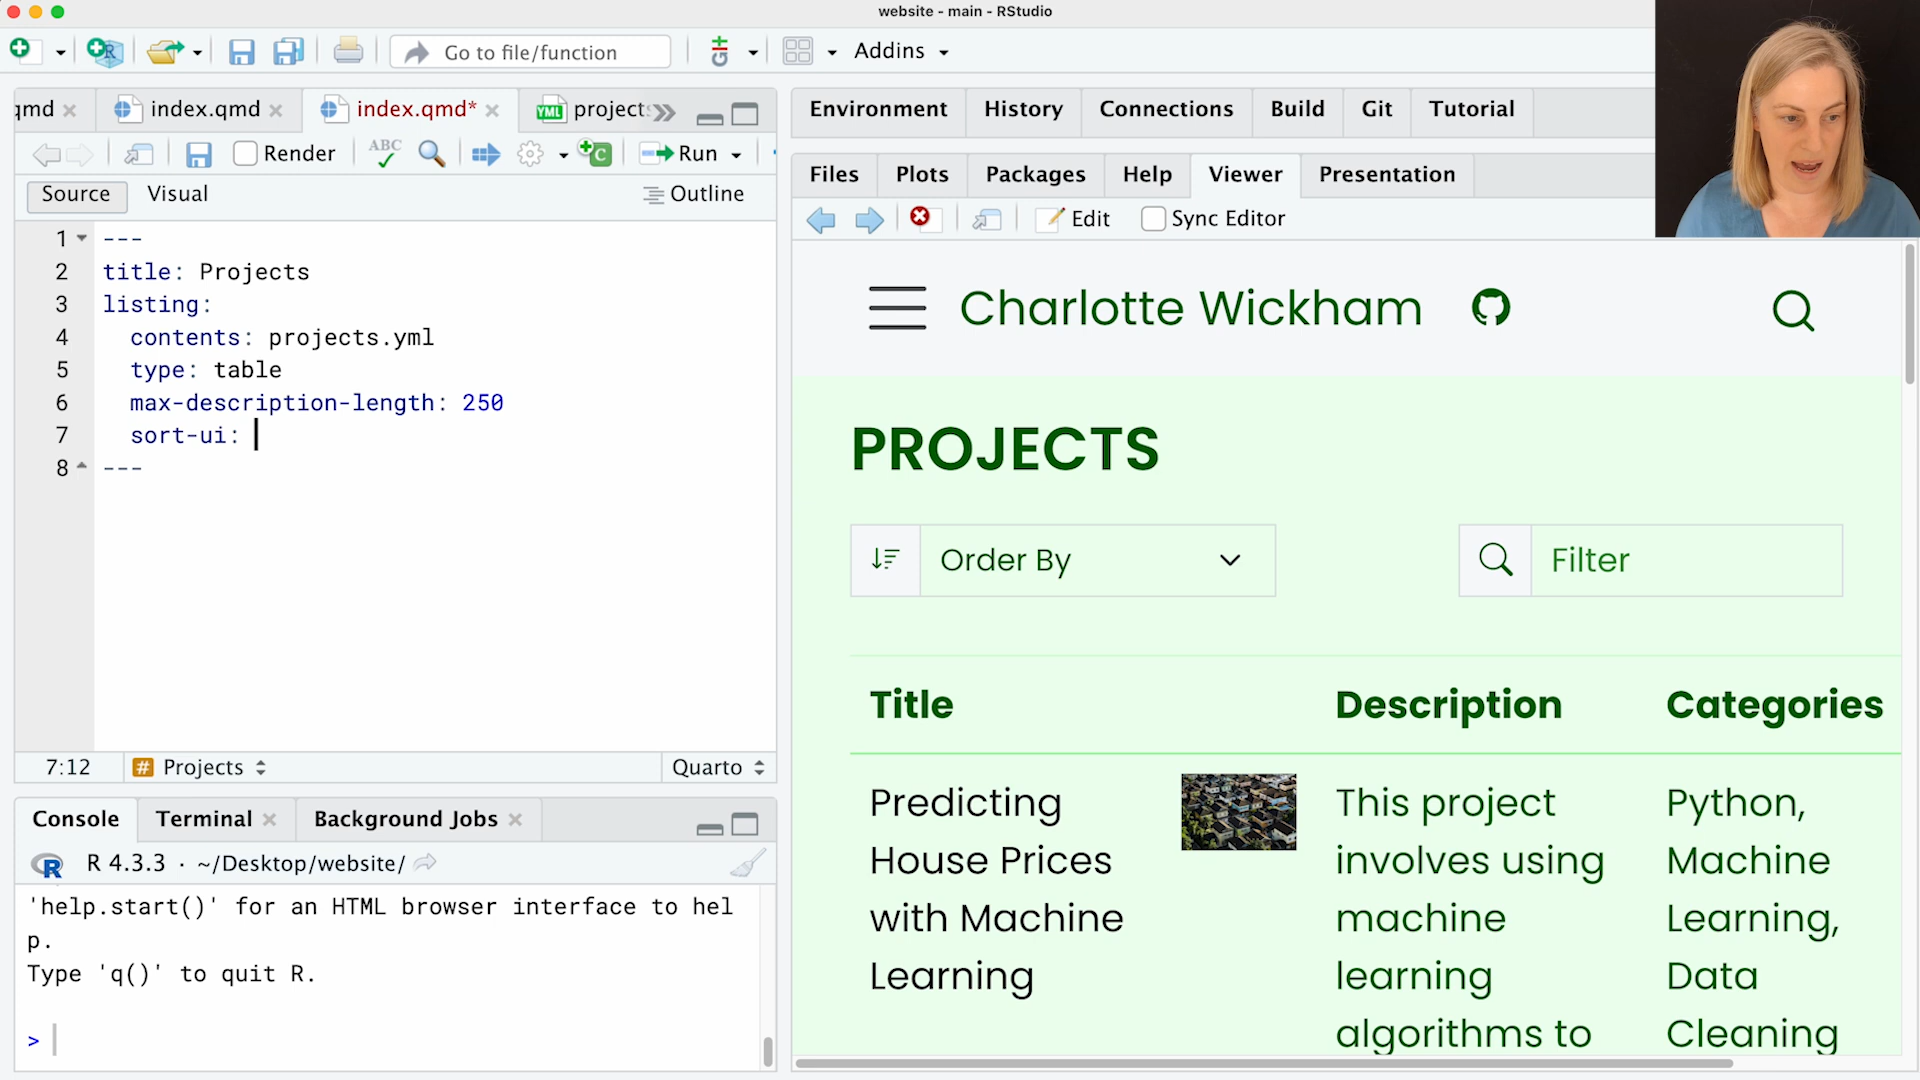 website - main - RStudio
Go to file/function
Addins
qmd
index.qmd
index.qmd*
YML
project
Render
ABC
Run
Source
Visual
Outline
1
---
2
title: Projects
3
listing:
4
contents: projects.yml
5
type: table
6
max-description-length: 250
7
sort-ui:
8
---
7:12
# Projects
Quarto
Console
Terminal
Background Jobs
R 4.3.3 · ~/Desktop/website/
'help.start()' for an HTML browser interface to hel
p.
Type 'q()' to quit R.
>
Environment
History
Connections
Build
Git
Tutorial
Files
Plots
Packages
Help
Viewer
Presentation
Edit
Sync Editor
Charlotte Wickham
PROJECTS
Order By
Filter
Title
Description
Categories
Predicting
House Prices
with Machine
Learning
This project
involves using
machine
learning
algorithms to
Python,
Machine
Learning,
Data
Cleaning